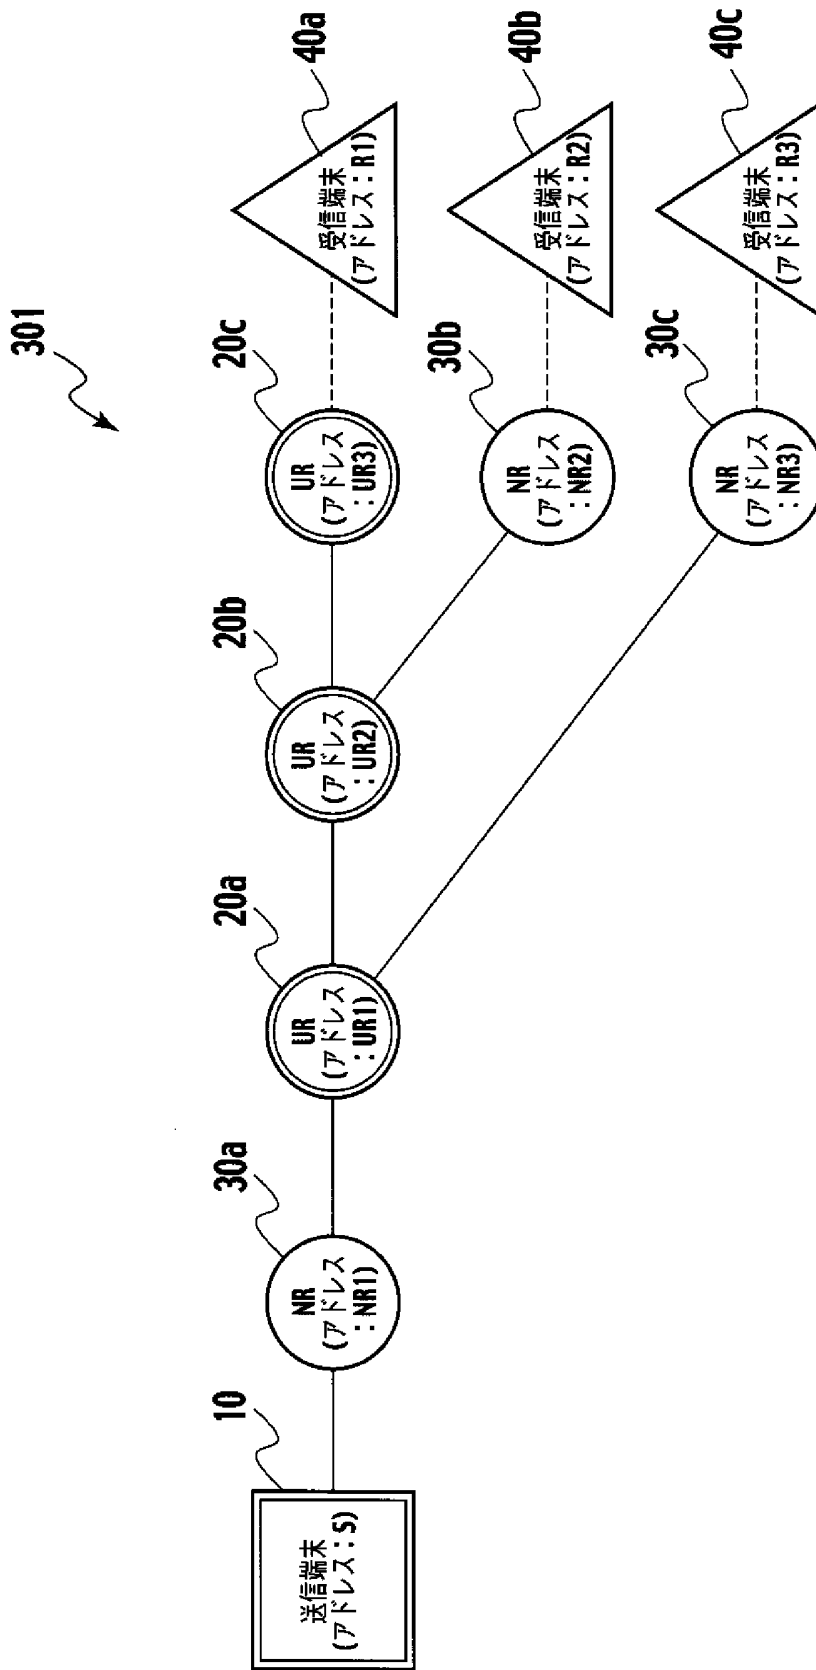 301
10
送信端末
(アドレス：S)
30a
NR
(アドレス
：NR1)
20a
UR
(アドレス
：UR1)
20b
UR
(アドレス
：UR2)
20c
UR
(アドレス
：UR3)
40a
受信端末
(アドレス：R1)
30b
NR
(アドレス
：NR2)
40b
受信端末
(アドレス：R2)
30c
NR
(アドレス
：NR3)
40c
受信端末
(アドレス：R3)